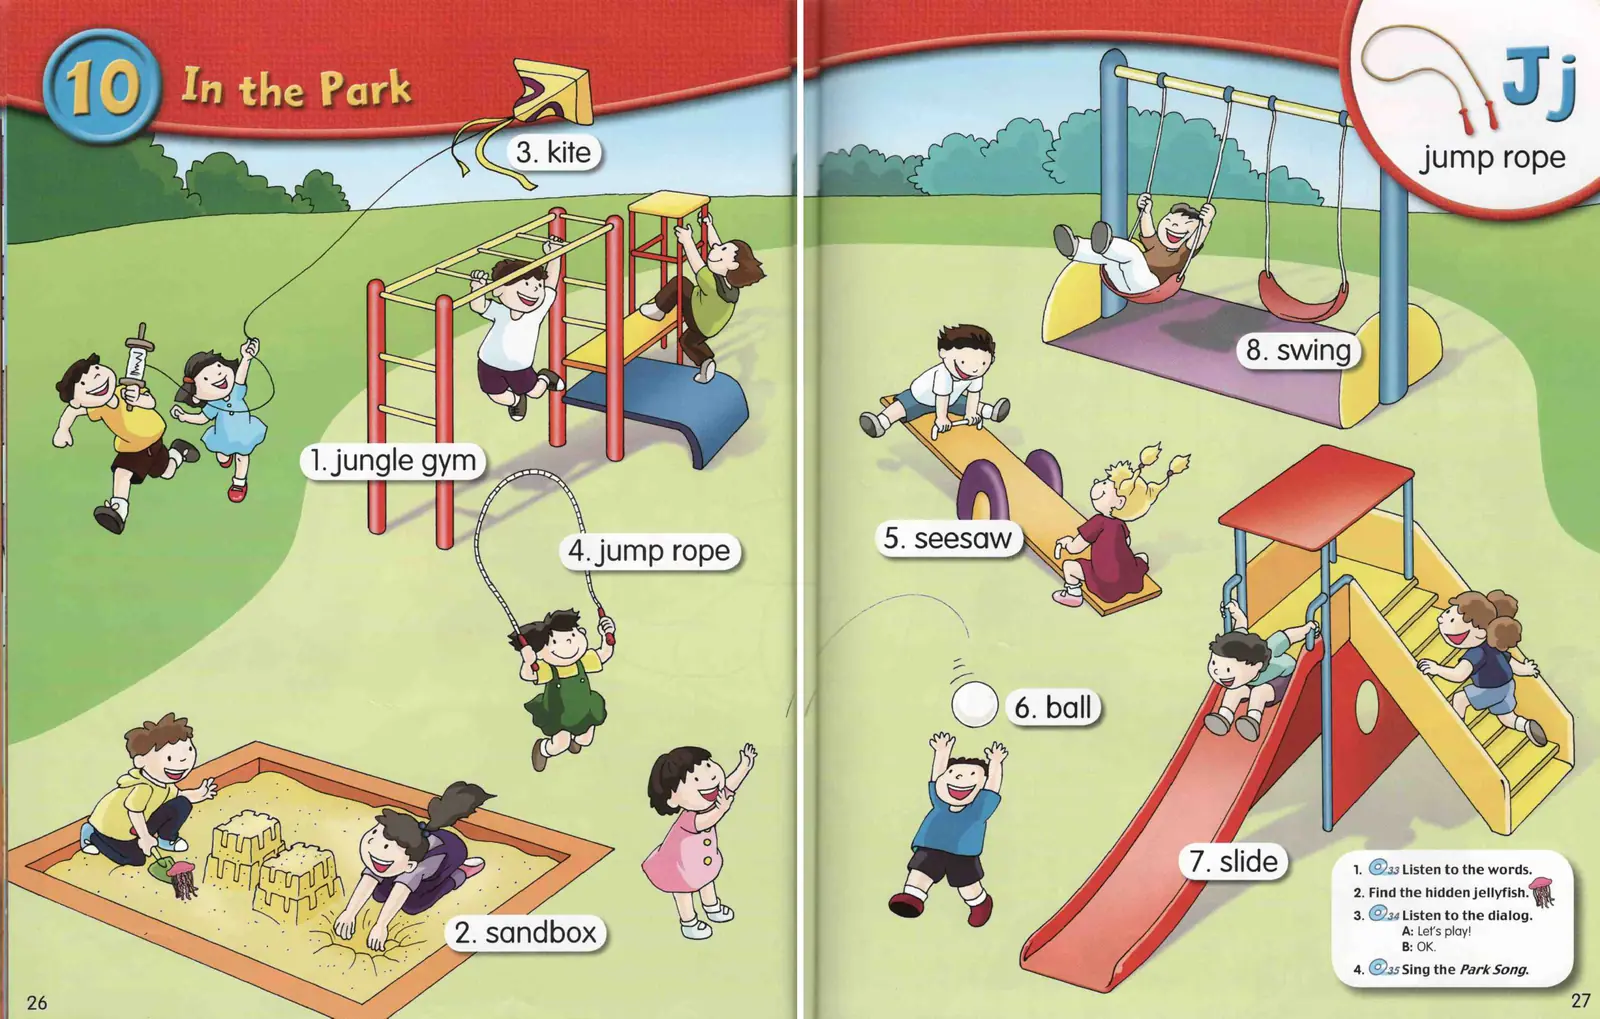 10 In the Park
3. kite
1. jungle gym
4. jump rope
2. sandbox
26
Jj
jump rope
8. swing
5. seesaw
6. ball
7. slide
1. 33 Listen to the words.
2. Find the hidden jellyfish.
3. 34 Listen to the dialog.
A: Let's play!
B: OK.
4. 35 Sing the Park Song.
27